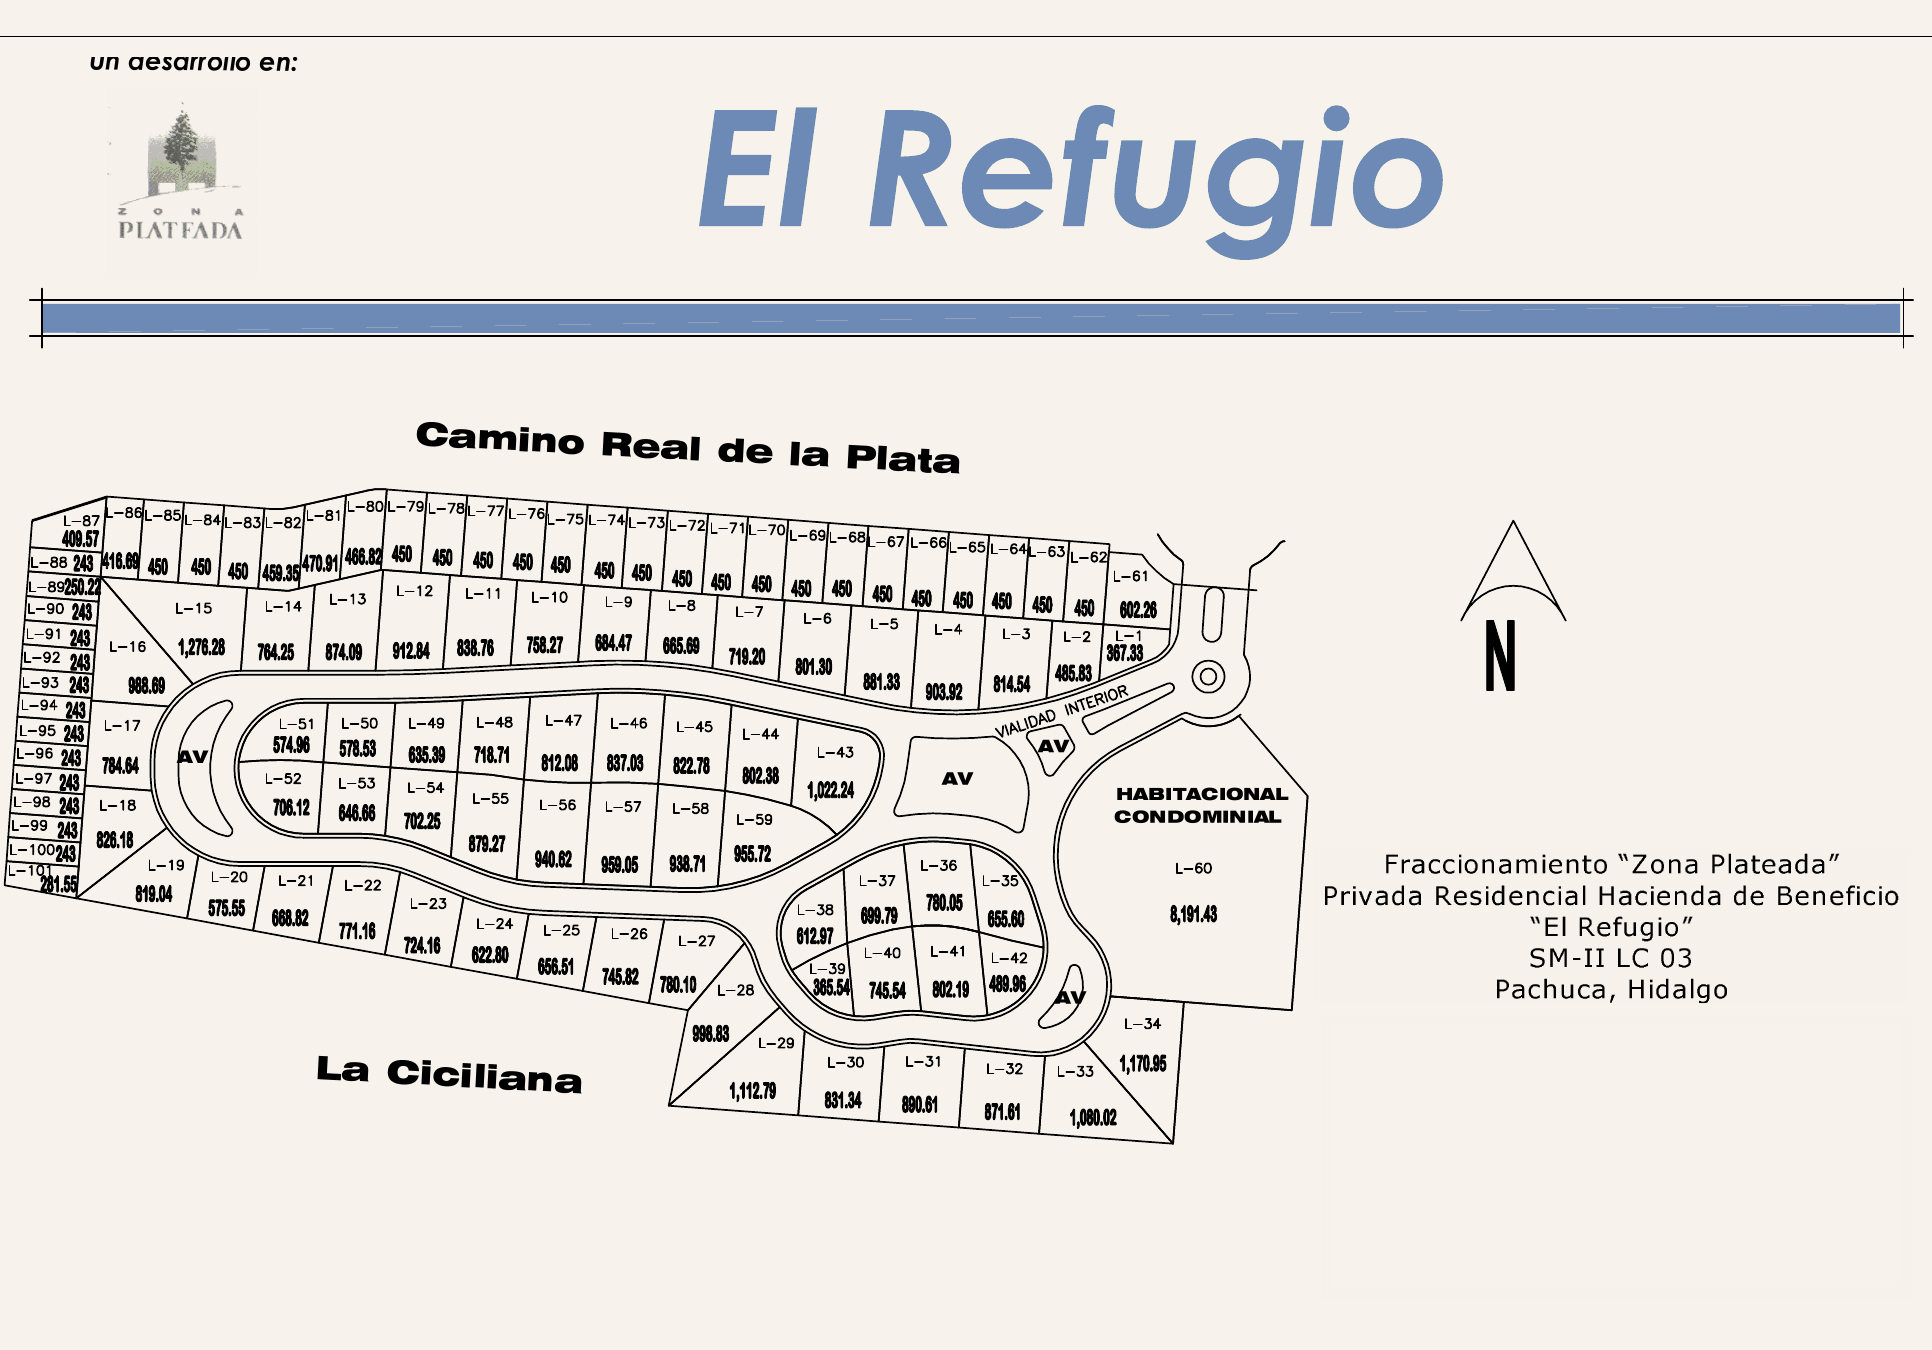 un desarrollo en:
El Refugio
ZONA
PLATEADA
Camino Real de la Plata
L-87
409.57
L-86
416.69
L-85
450
L-84
450
L-83
450
L-82
459.35
L-81
470.91
L-80
466.82
L-79
450
L-78
450
L-77
450
L-76
450
L-75
450
L-74
450
L-73
450
L-72
450
L-71
450
L-70
450
L-69
450
L-68
450
L-67
450
L-66
450
L-65
450
L-64
450
L-63
450
L-62
450
L-61
602.26
L-88 243
L-89 250.22
L-90 243
L-91 243
L-92 243
L-93 243
L-94 243
L-95 243
L-96 243
L-97 243
L-98 243
L-99 243
L-100 243
L-101
281.55
L-16
988.69
L-15
1,276.28
L-14
764.25
L-13
874.09
L-12
912.84
L-11
838.76
L-10
758.27
L-9
684.47
L-8
665.69
L-7
719.20
L-6
801.30
L-5
881.33
L-4
903.92
L-3
814.54
L-2
485.83
L-1
367.33
VIALIDAD INTERIOR
L-17
784.64
L-18
826.18
AV
L-51
574.96
L-50
578.53
L-49
635.39
L-48
718.71
L-47
812.08
L-46
837.03
L-45
822.78
L-44
802.38
L-43
1,022.24
AV
AV
L-52
706.12
L-53
646.66
L-54
702.25
L-55
879.27
L-56
940.62
L-57
959.05
L-58
938.71
L-59
955.72
HABITACIONAL
CONDOMINIAL
L-60
8,191.43
L-19
819.04
L-20
575.55
L-21
668.82
L-22
771.16
L-23
724.16
L-24
622.80
L-25
656.51
L-26
745.82
L-27
780.10
L-38
612.97
L-37
699.79
L-36
780.05
L-35
655.60
L-39
365.54
L-40
745.54
L-41
802.19
L-42
489.96
AV
L-28
998.83
L-29
1,112.79
L-30
831.34
L-31
890.61
L-32
871.61
L-33
1,080.02
L-34
1,170.95
La Ciciliana
N
Fraccionamiento “Zona Plateada”
Privada Residencial Hacienda de Beneficio
“El Refugio”
SM-II LC 03
Pachuca, Hidalgo